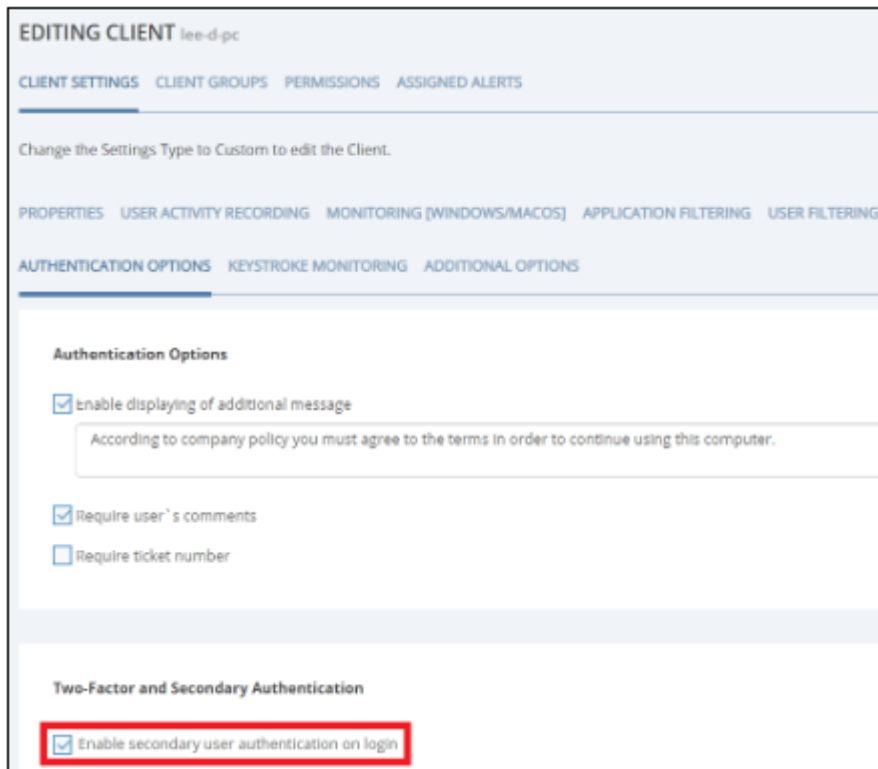 EDITING CLIENT lee-d-pc
CLIENT SETTINGS CLIENT GROUPS PERMISSIONS ASSIGNED ALERTS
Change the Settings Type to Custom to edit the Client.
PROPERTIES USER ACTIVITY RECORDING MONITORING [WINDOWS/MACOS] APPLICATION FILTERING USER FILTERING
AUTHENTICATION OPTIONS KEYSTROKE MONITORING ADDITIONAL OPTIONS
Authentication Options
Enable displaying of additional message
According to company policy you must agree to the terms in order to continue using this computer.
Require user`s comments
Require ticket number
Two-Factor and Secondary Authentication
Enable secondary user authentication on login